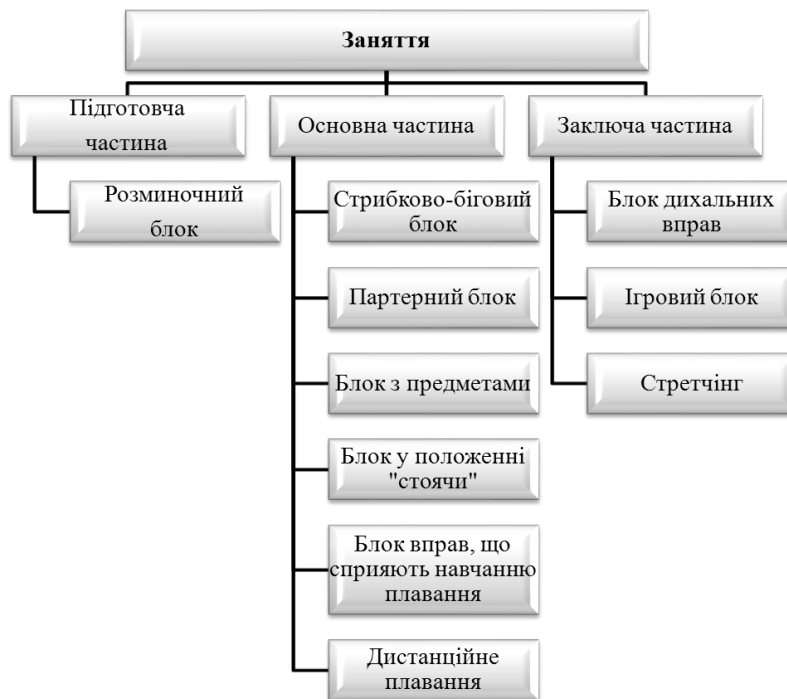 Заняття
Підготовча
частина
Розминочний
блок
Основна частина
Стрибково-біговий
блок
Партерний блок
Блок з предметами
Блок у положенні
"стоячи"
Блок вправ, що
сприяють навчанню
плавання
Дистанційне
плавання
Заключа частина
Блок дихальних
вправ
Ігровий блок
Стретчінг